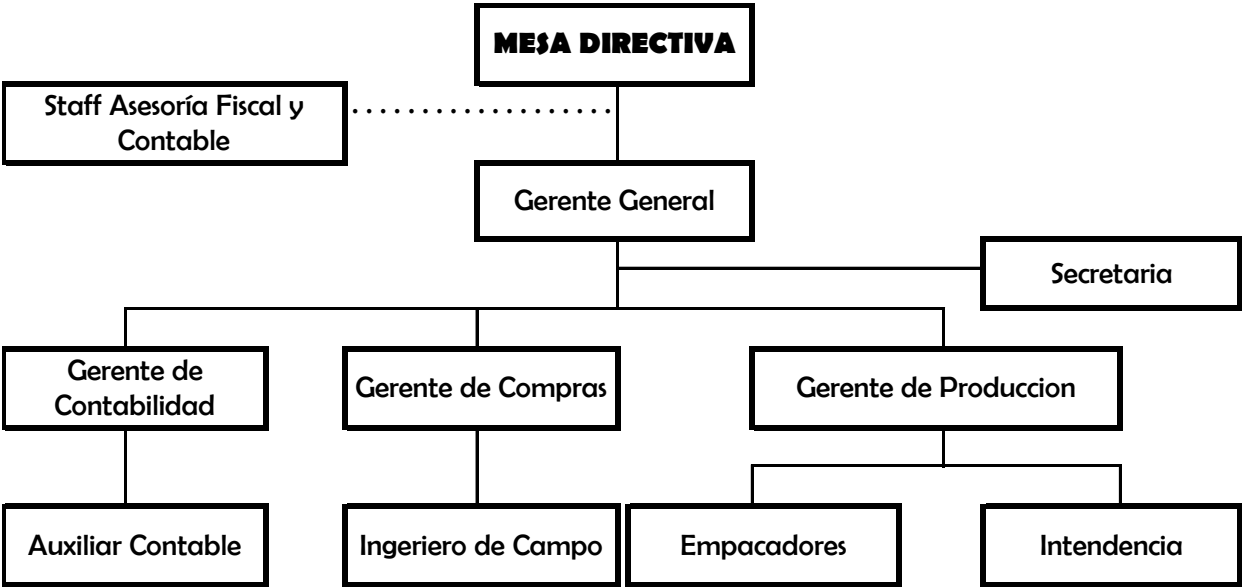 MESA DIRECTIVA
Staff Asesoría Fiscal y
Contable
Gerente General
Secretaria
Gerente de
Contabilidad
Gerente de Compras
Gerente de Produccion
Auxiliar Contable
Ingeriero de Campo
Empacadores
Intendencia